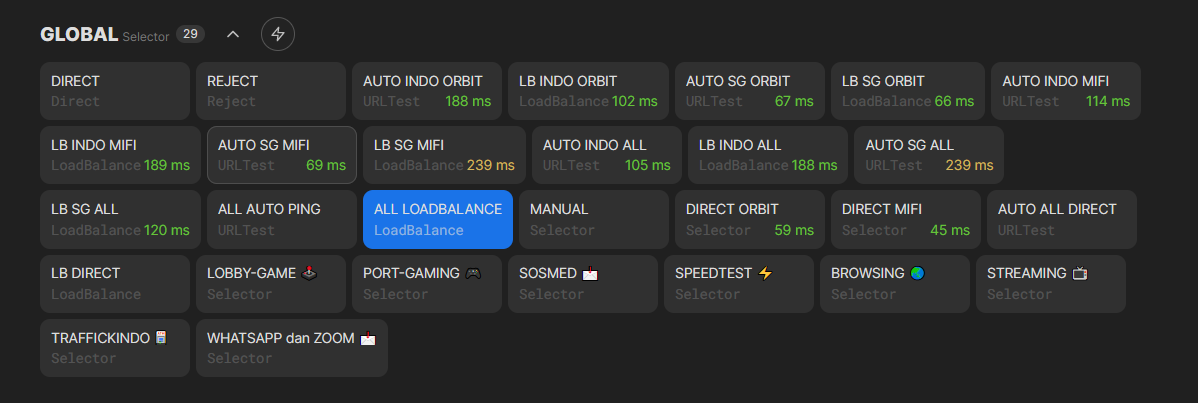 GLOBAL Selector 29
DIRECT
Direct
REJECT
Reject
AUTO INDO ORBIT
URLTest 188 ms
LB INDO ORBIT
LoadBalance 102 ms
AUTO SG ORBIT
URLTest 67 ms
LB SG ORBIT
LoadBalance 66 ms
AUTO INDO MIFI
URLTest 114 ms
LB INDO MIFI
LoadBalance 189 ms
AUTO SG MIFI
URLTest 69 ms
LB SG MIFI
LoadBalance 239 ms
AUTO INDO ALL
URLTest 105 ms
LB INDO ALL
LoadBalance 188 ms
AUTO SG ALL
URLTest 239 ms
LB SG ALL
LoadBalance 120 ms
ALL AUTO PING
URLTest
ALL LOADBALANCE
LoadBalance
MANUAL
Selector
DIRECT ORBIT
Selector 59 ms
DIRECT MIFI
Selector 45 ms
AUTO ALL DIRECT
URLTest
LB DIRECT
LoadBalance
LOBBY-GAME 🕹️
Selector
PORT-GAMING 🎮
Selector
SOSMED 📩
Selector
SPEEDTEST ⚡
Selector
BROWSING 🌏
Selector
STREAMING 📺
Selector
TRAFFICKINDO 🚦
Selector
WHATSAPP dan ZOOM 📩
Selector